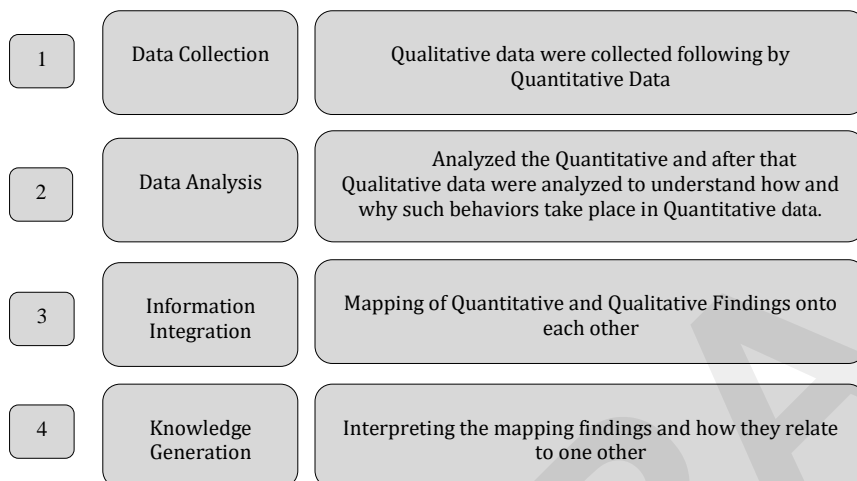 1
Data Collection
Qualitative data were collected following by
Quantitative Data
2
Data Analysis
Analyzed the Quantitative and after that
Qualitative data were analyzed to understand how and
why such behaviors take place in Quantitative data.
3
Information
Integration
Mapping of Quantitative and Qualitative Findings onto
each other
4
Knowledge
Generation
Interpreting the mapping findings and how they relate
to one other